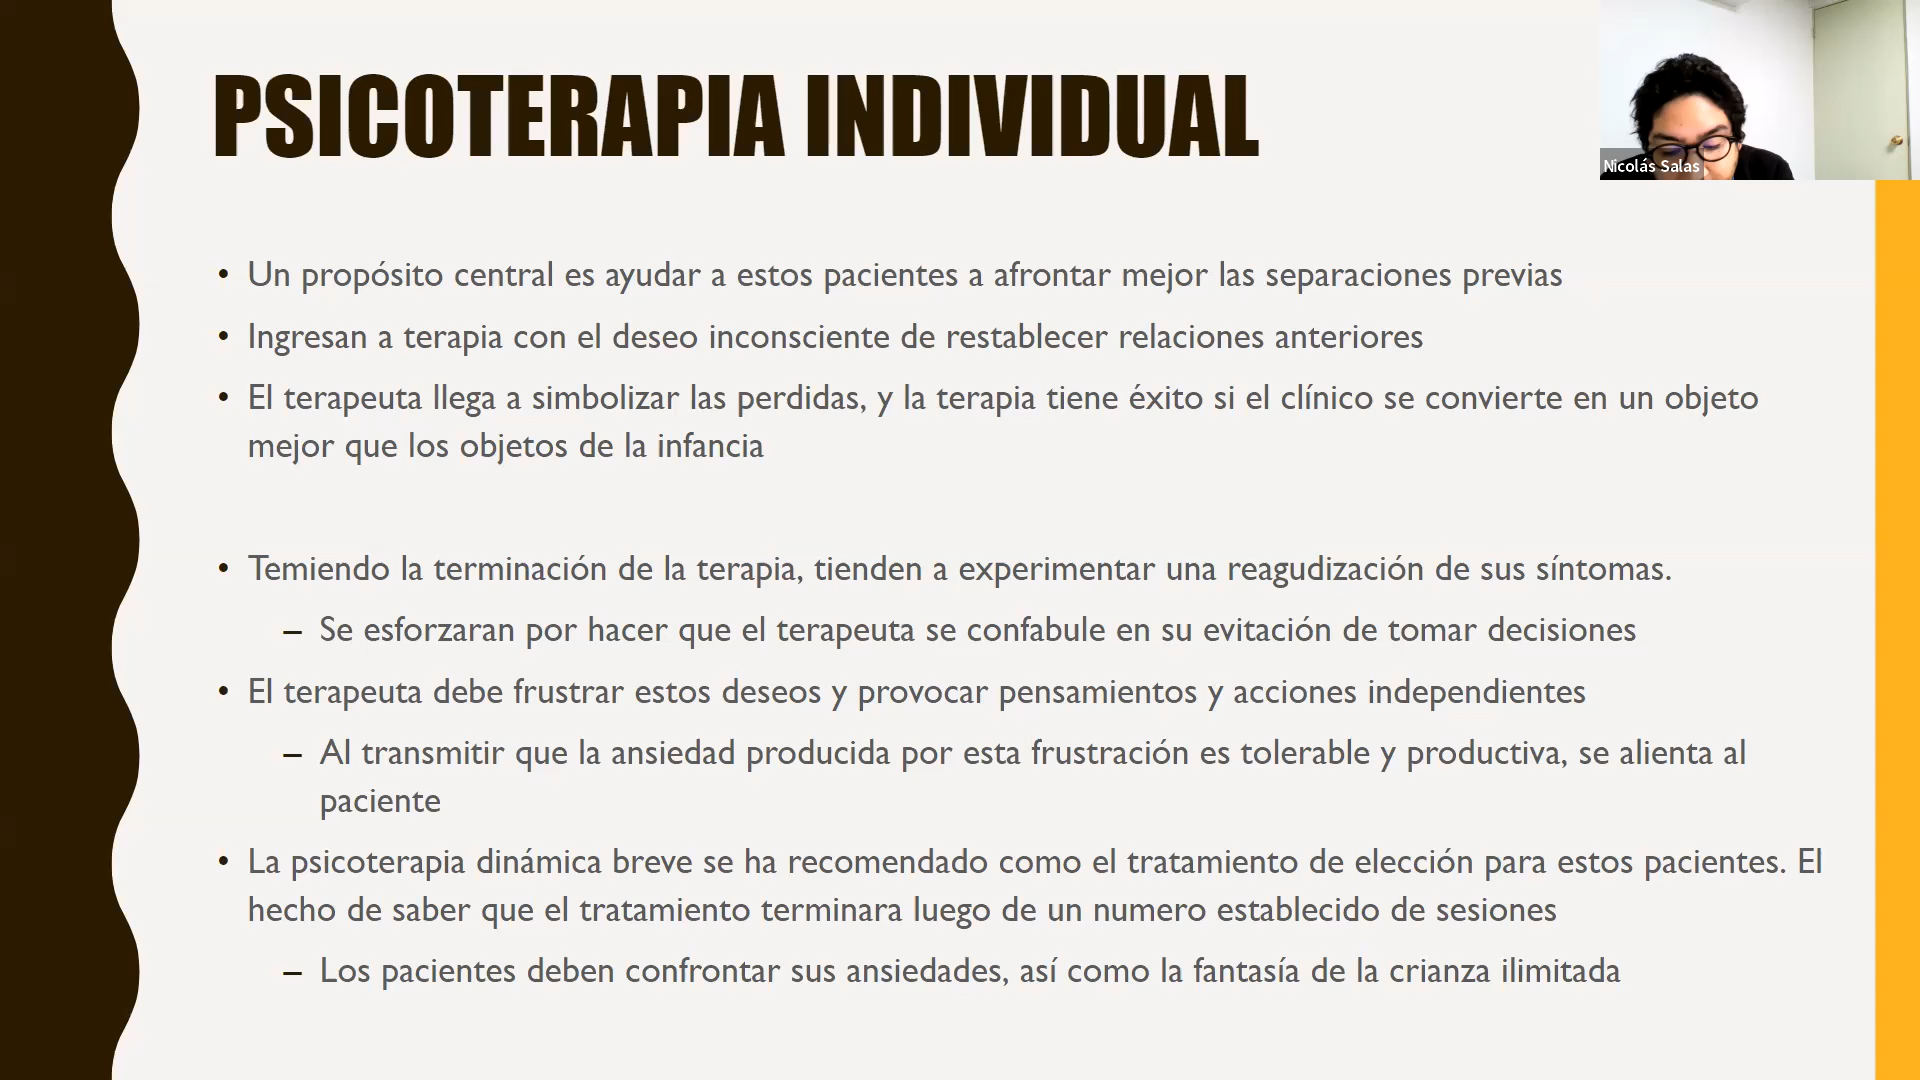 PSICOTERAPIA INDIVIDUAL
Nicolás Salas
• Un propósito central es ayudar a estos pacientes a afrontar mejor las separaciones previas
• Ingresan a terapia con el deseo inconsciente de restablecer relaciones anteriores
• El terapeuta llega a simbolizar las perdidas, y la terapia tiene éxito si el clínico se convierte en un objeto
mejor que los objetos de la infancia
• Temiendo la terminación de la terapia, tienden a experimentar una reagudización de sus síntomas.
– Se esforzaran por hacer que el terapeuta se confabule en su evitación de tomar decisiones
• El terapeuta debe frustrar estos deseos y provocar pensamientos y acciones independientes
– Al transmitir que la ansiedad producida por esta frustración es tolerable y productiva, se alienta al
paciente
• La psicoterapia dinámica breve se ha recomendado como el tratamiento de elección para estos pacientes. El
hecho de saber que el tratamiento terminara luego de un numero establecido de sesiones
– Los pacientes deben confrontar sus ansiedades, así como la fantasía de la crianza ilimitada